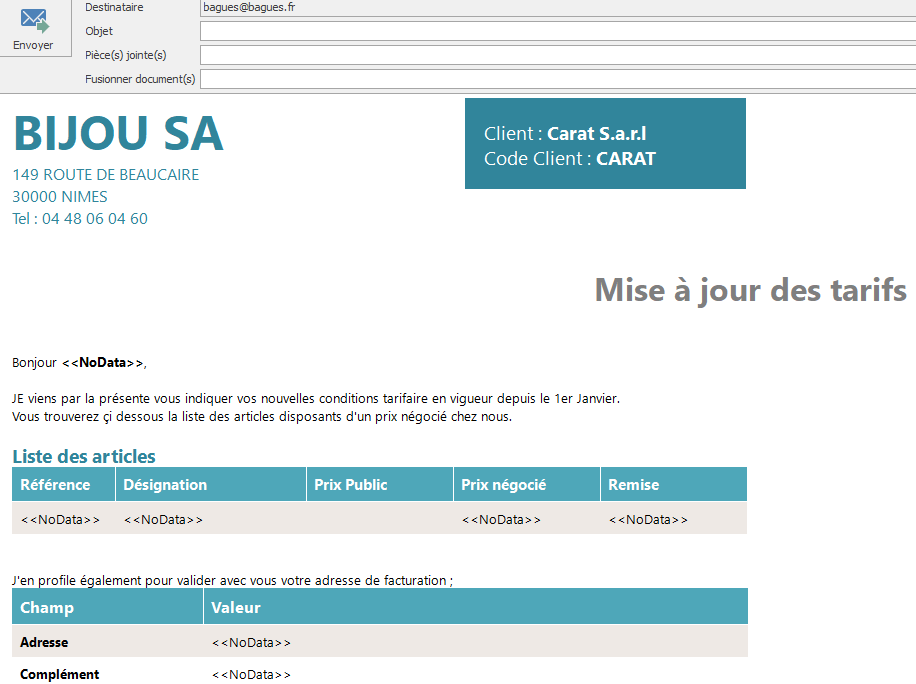 Destinataire bagues@bagues.fr
Objet
Envoyer
Pièce(s) jointe(s)
Fusionner document(s)
BIJOU SA
149 ROUTE DE BEAUCAIRE
30000 NIMES
Tel : 04 48 06 04 60
Client : Carat S.a.r.l
Code Client : CARAT
Mise à jour des tarifs
Bonjour <<NoData>>,
JE viens par la présente vous indiquer vos nouvelles conditions tarifaire en vigueur depuis le 1er Janvier.
Vous trouverez çi dessous la liste des articles disposants d'un prix négocié chez nous.
Liste des articles
Référence Désignation Prix Public Prix négocié Remise
<<NoData>> <<NoData>> <<NoData>> <<NoData>>
J'en profile également pour valider avec vous votre adresse de facturation ;
Champ Valeur
Adresse <<NoData>>
Complément <<NoData>>